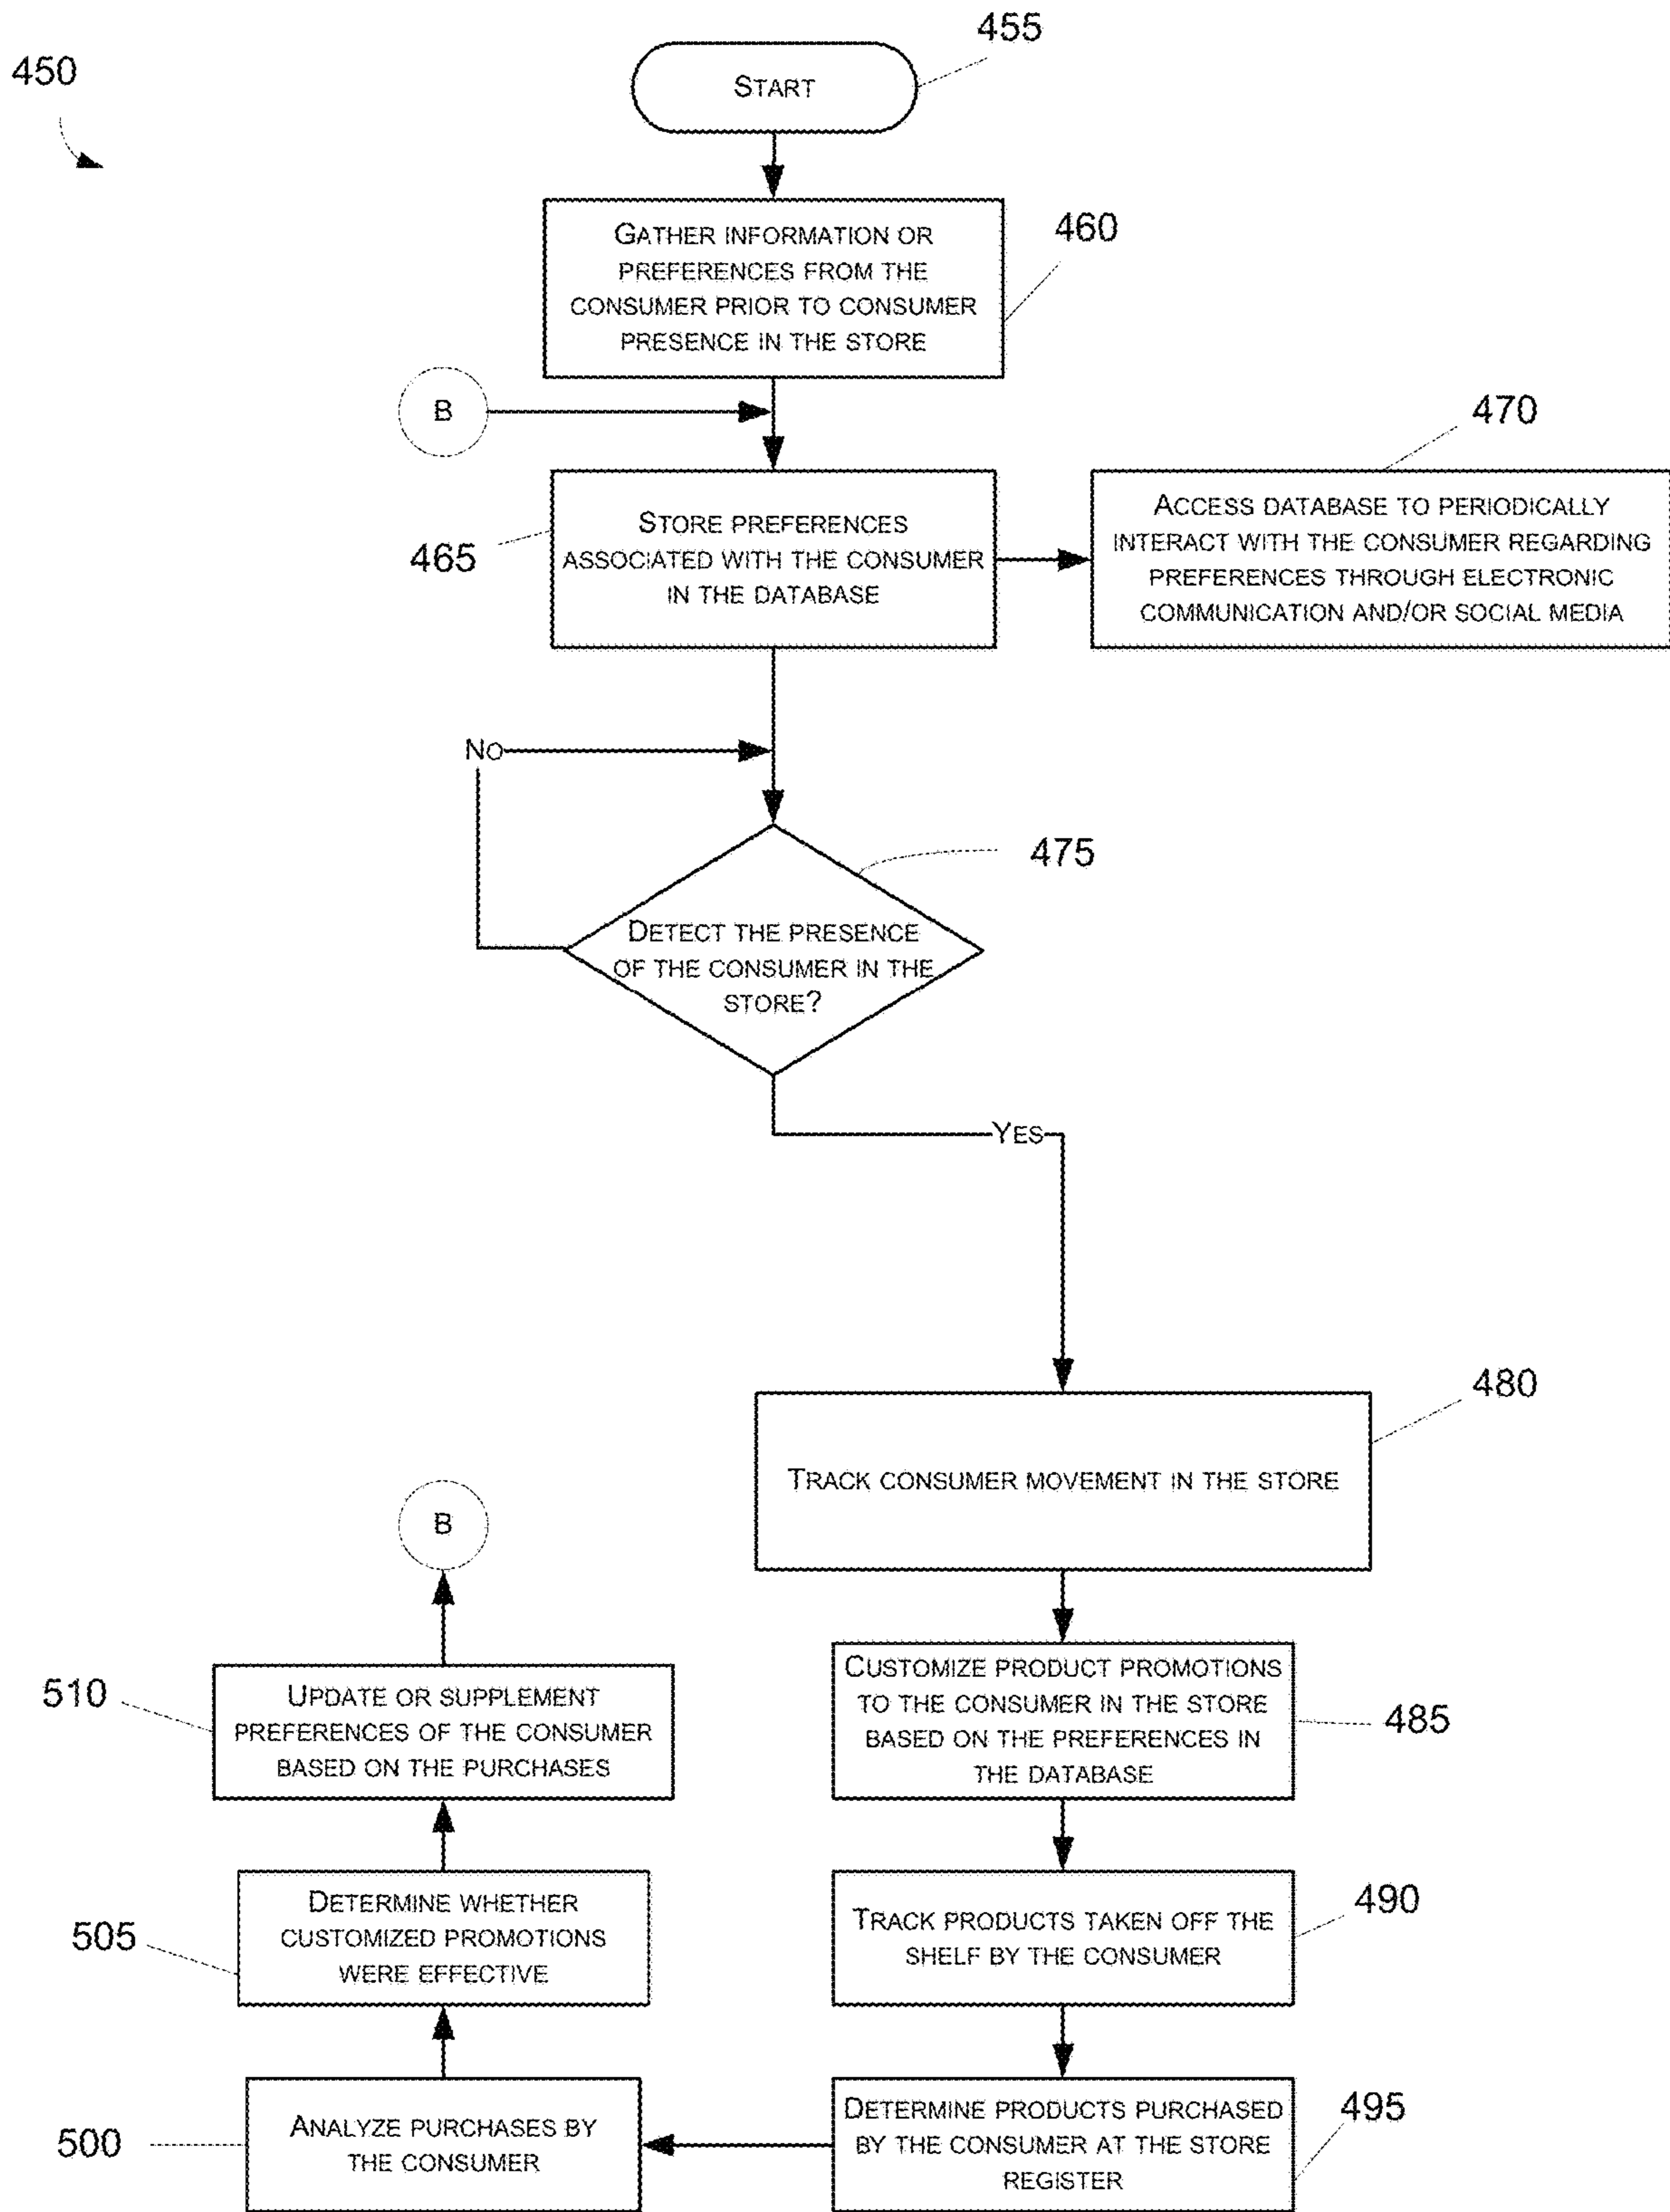 450
START
455
GATHER INFORMATION OR
PREFERENCES FROM THE
CONSUMER PRIOR TO CONSUMER
PRESENCE IN THE STORE
460
B
STORE PREFERENCES
ASSOCIATED WITH THE CONSUMER
IN THE DATABASE
465
470
ACCESS DATABASE TO PERIODICALLY
INTERACT WITH THE CONSUMER REGARDING
PREFERENCES THROUGH ELECTRONIC
COMMUNICATION AND/OR SOCIAL MEDIA
NO
475
DETECT THE PRESENCE
OF THE CONSUMER IN THE
STORE?
YES
480
TRACK CONSUMER MOVEMENT IN THE STORE
CUSTOMIZE PRODUCT PROMOTIONS
TO THE CONSUMER IN THE STORE
BASED ON THE PREFERENCES IN
THE DATABASE
485
TRACK PRODUCTS TAKEN OFF THE
SHELF BY THE CONSUMER
490
DETERMINE PRODUCTS PURCHASED
BY THE CONSUMER AT THE STORE
REGISTER
495
ANALYZE PURCHASES BY
THE CONSUMER
500
DETERMINE WHETHER
CUSTOMIZED PROMOTIONS
WERE EFFECTIVE
505
UPDATE OR SUPPLEMENT
PREFERENCES OF THE CONSUMER
BASED ON THE PURCHASES
510
B